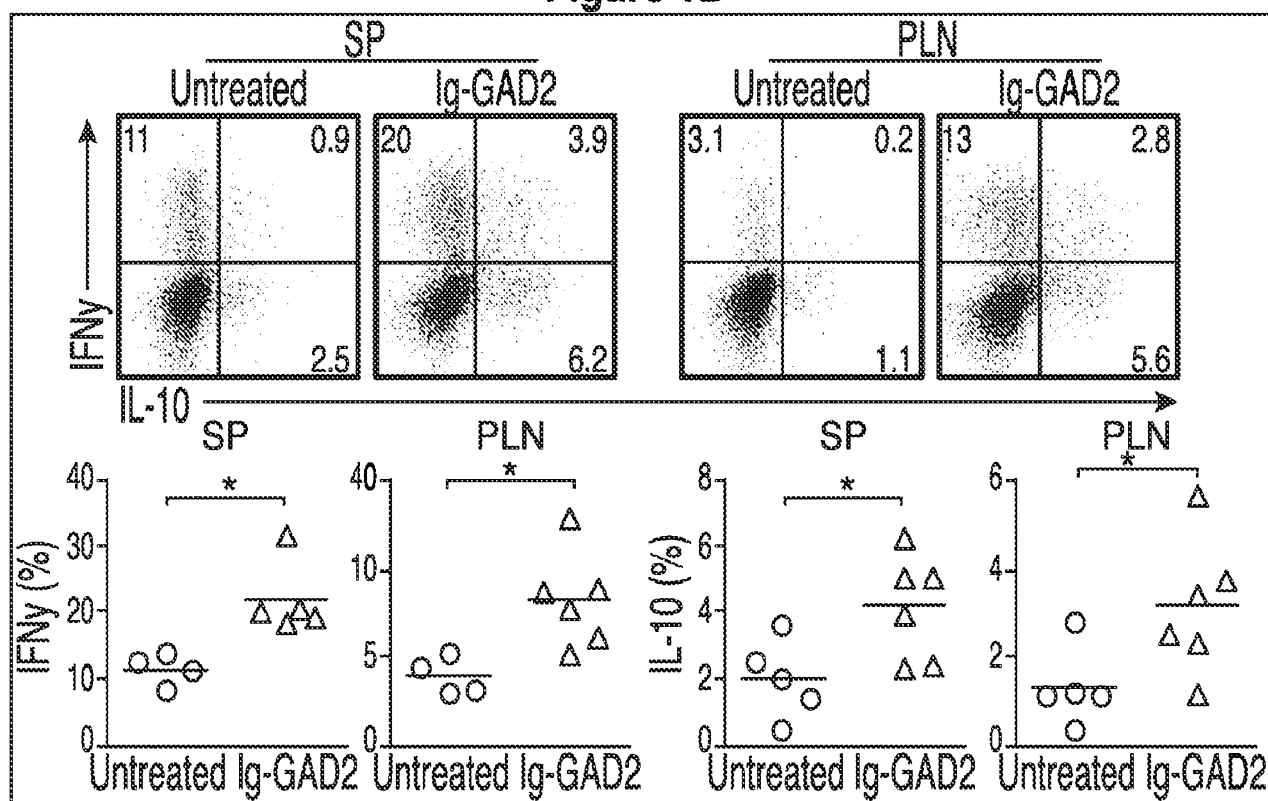 SP PLN
Untreated Ig-GAD2 Untreated Ig-GAD2
11 0.9 20 3.9 3.1 0.2 13 2.8
IFNγ
2.5 6.2 1.1 5.6
IL-10
SP PLN SP PLN
IFNγ (%)
40
30
20
10
0
*
Untreated Ig-GAD2
40
10
5
0
*
Untreated Ig-GAD2
IL-10 (%)
8
6
4
2
0
*
Untreated Ig-GAD2
6
4
2
0
*
Untreated Ig-GAD2